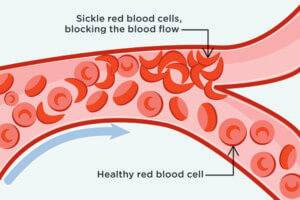 Sickle red blood cells,
blocking the blood flow
Healthy red blood cell